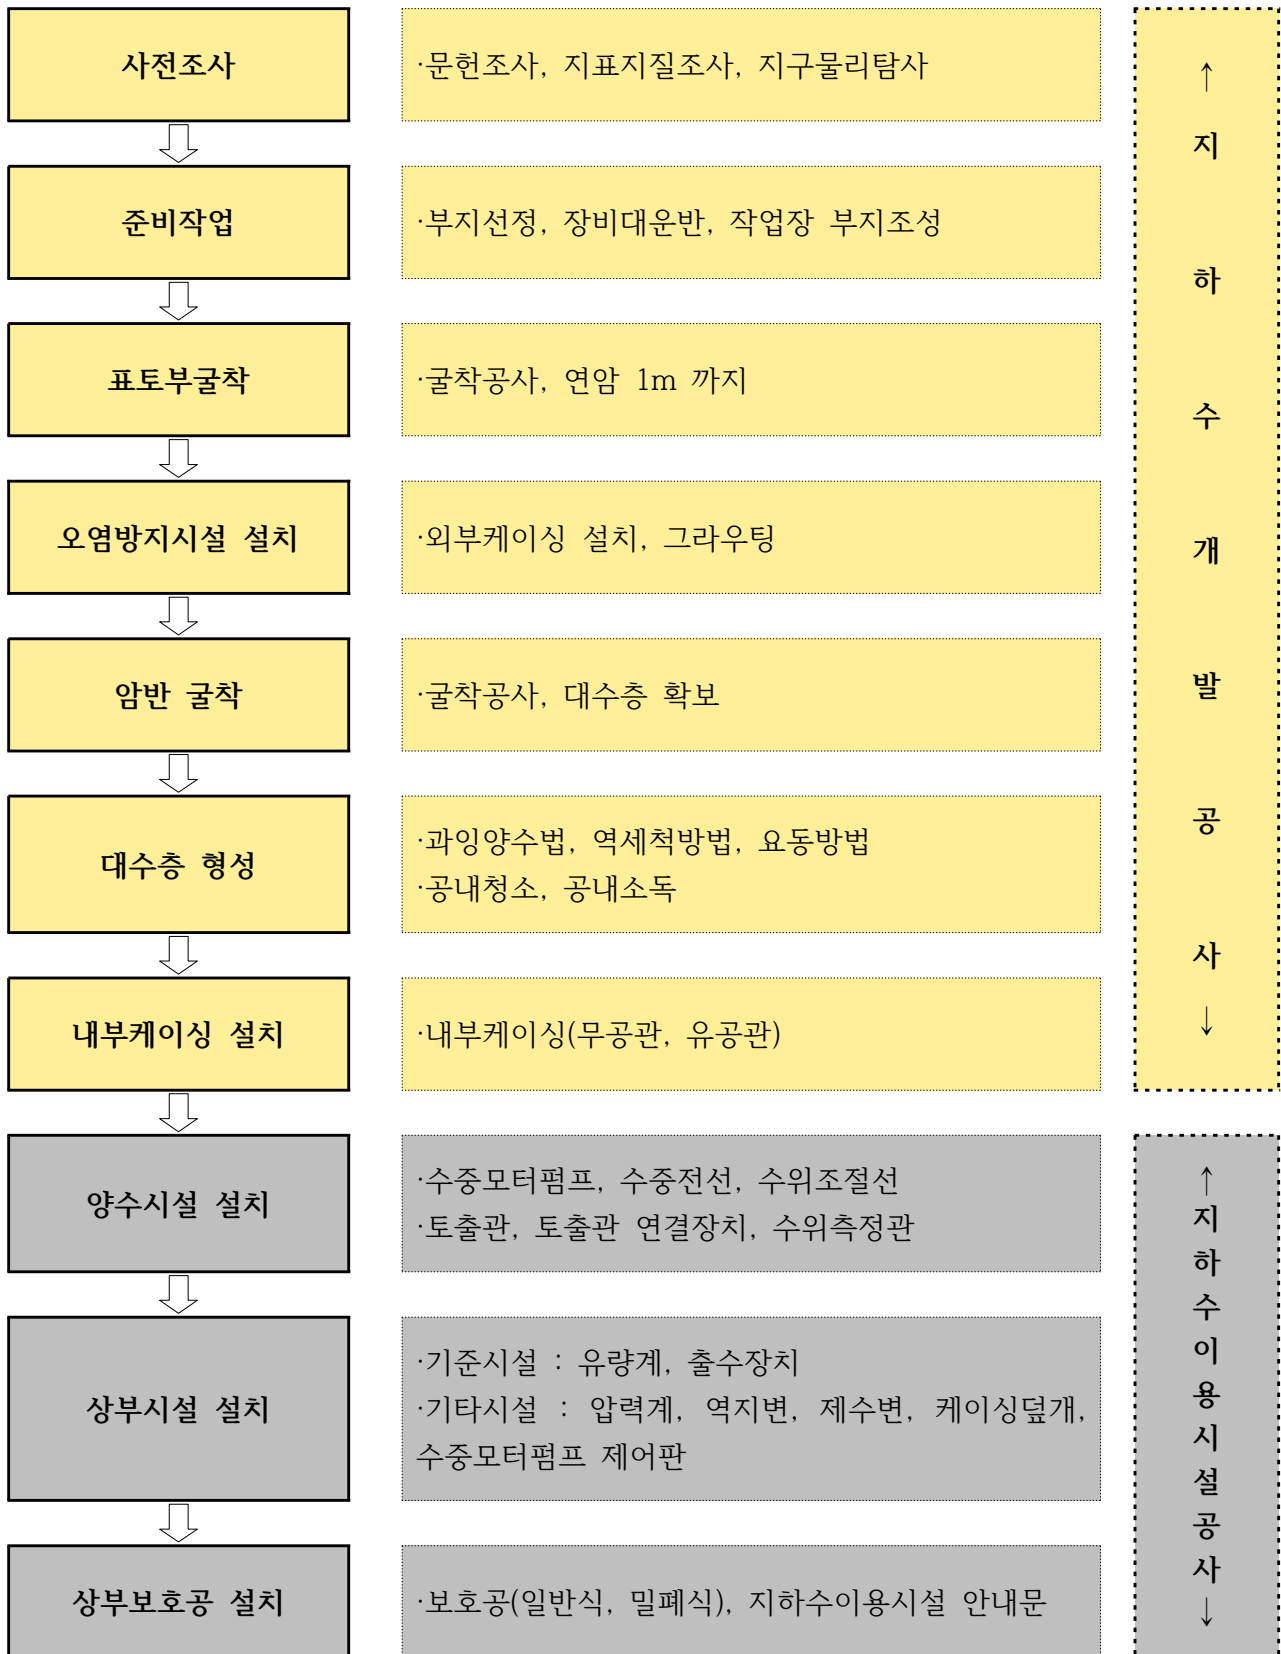 사전조사
·문헌조사, 지표지질조사, 지구물리탐사
준비작업
·부지선정, 장비대운반, 작업장 부지조성
표토부굴착
·굴착공사, 연암 1m 까지
오염방지시설 설치
·외부케이싱 설치, 그라우팅
암반 굴착
·굴착공사, 대수층 확보
대수층 형성
·과잉양수법, 역세척방법, 요동방법
·공내청소, 공내소독
내부케이싱 설치
·내부케이싱(무공관, 유공관)
↑
지
하
수
개
발
공
사
↓
양수시설 설치
·수중모터펌프, 수중전선, 수위조절선
·토출관, 토출관 연결장치, 수위측정관
상부시설 설치
·기준시설 : 유량계, 출수장치
·기타시설 : 압력계, 역지변, 제수변, 케이싱덮개,
수중모터펌프 제어판
상부보호공 설치
·보호공(일반식, 밀폐식), 지하수이용시설 안내문
↑
지
하
수
이
용
시
설
공
사
↓